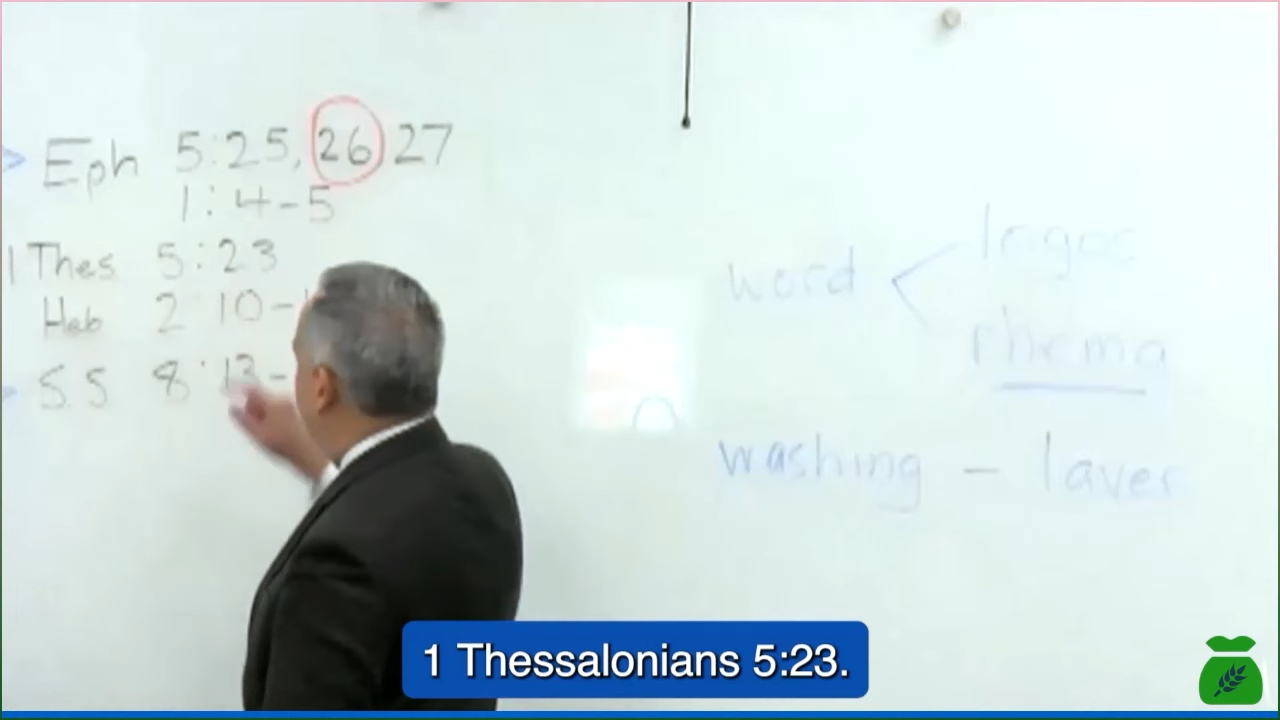 Eph 5:25, 26 27
1:4-5
1 Thes 5:23
Heb 2 10-
S.S 8:13-
word < logos
rhema
washing - laver
1 Thessalonians 5:23.